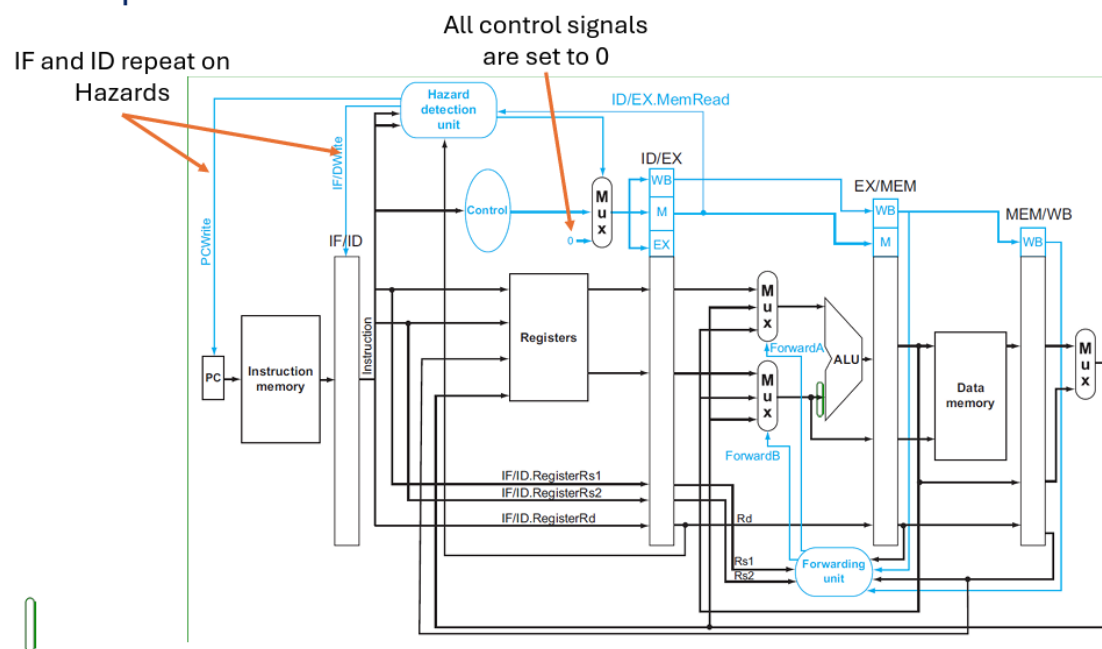 All control signals
are set to 0
IF and ID repeat on
Hazards
Hazard
detection
unit
ID/EX.MemRead
IF/DWrite
PCWrite
Control
0
M
u
x
ID/EX
WB
M
EX
EX/MEM
WB
M
MEM/WB
WB
IF/ID
PC
Instruction
memory
Instruction
Registers
M
u
x
ForwardA
M
u
x
ForwardB
ALU
Data
memory
M
u
x
IF/ID.RegisterRs1
IF/ID.RegisterRs2
IF/ID.RegisterRd
Rd
Rs1
Rs2
Forwarding
unit